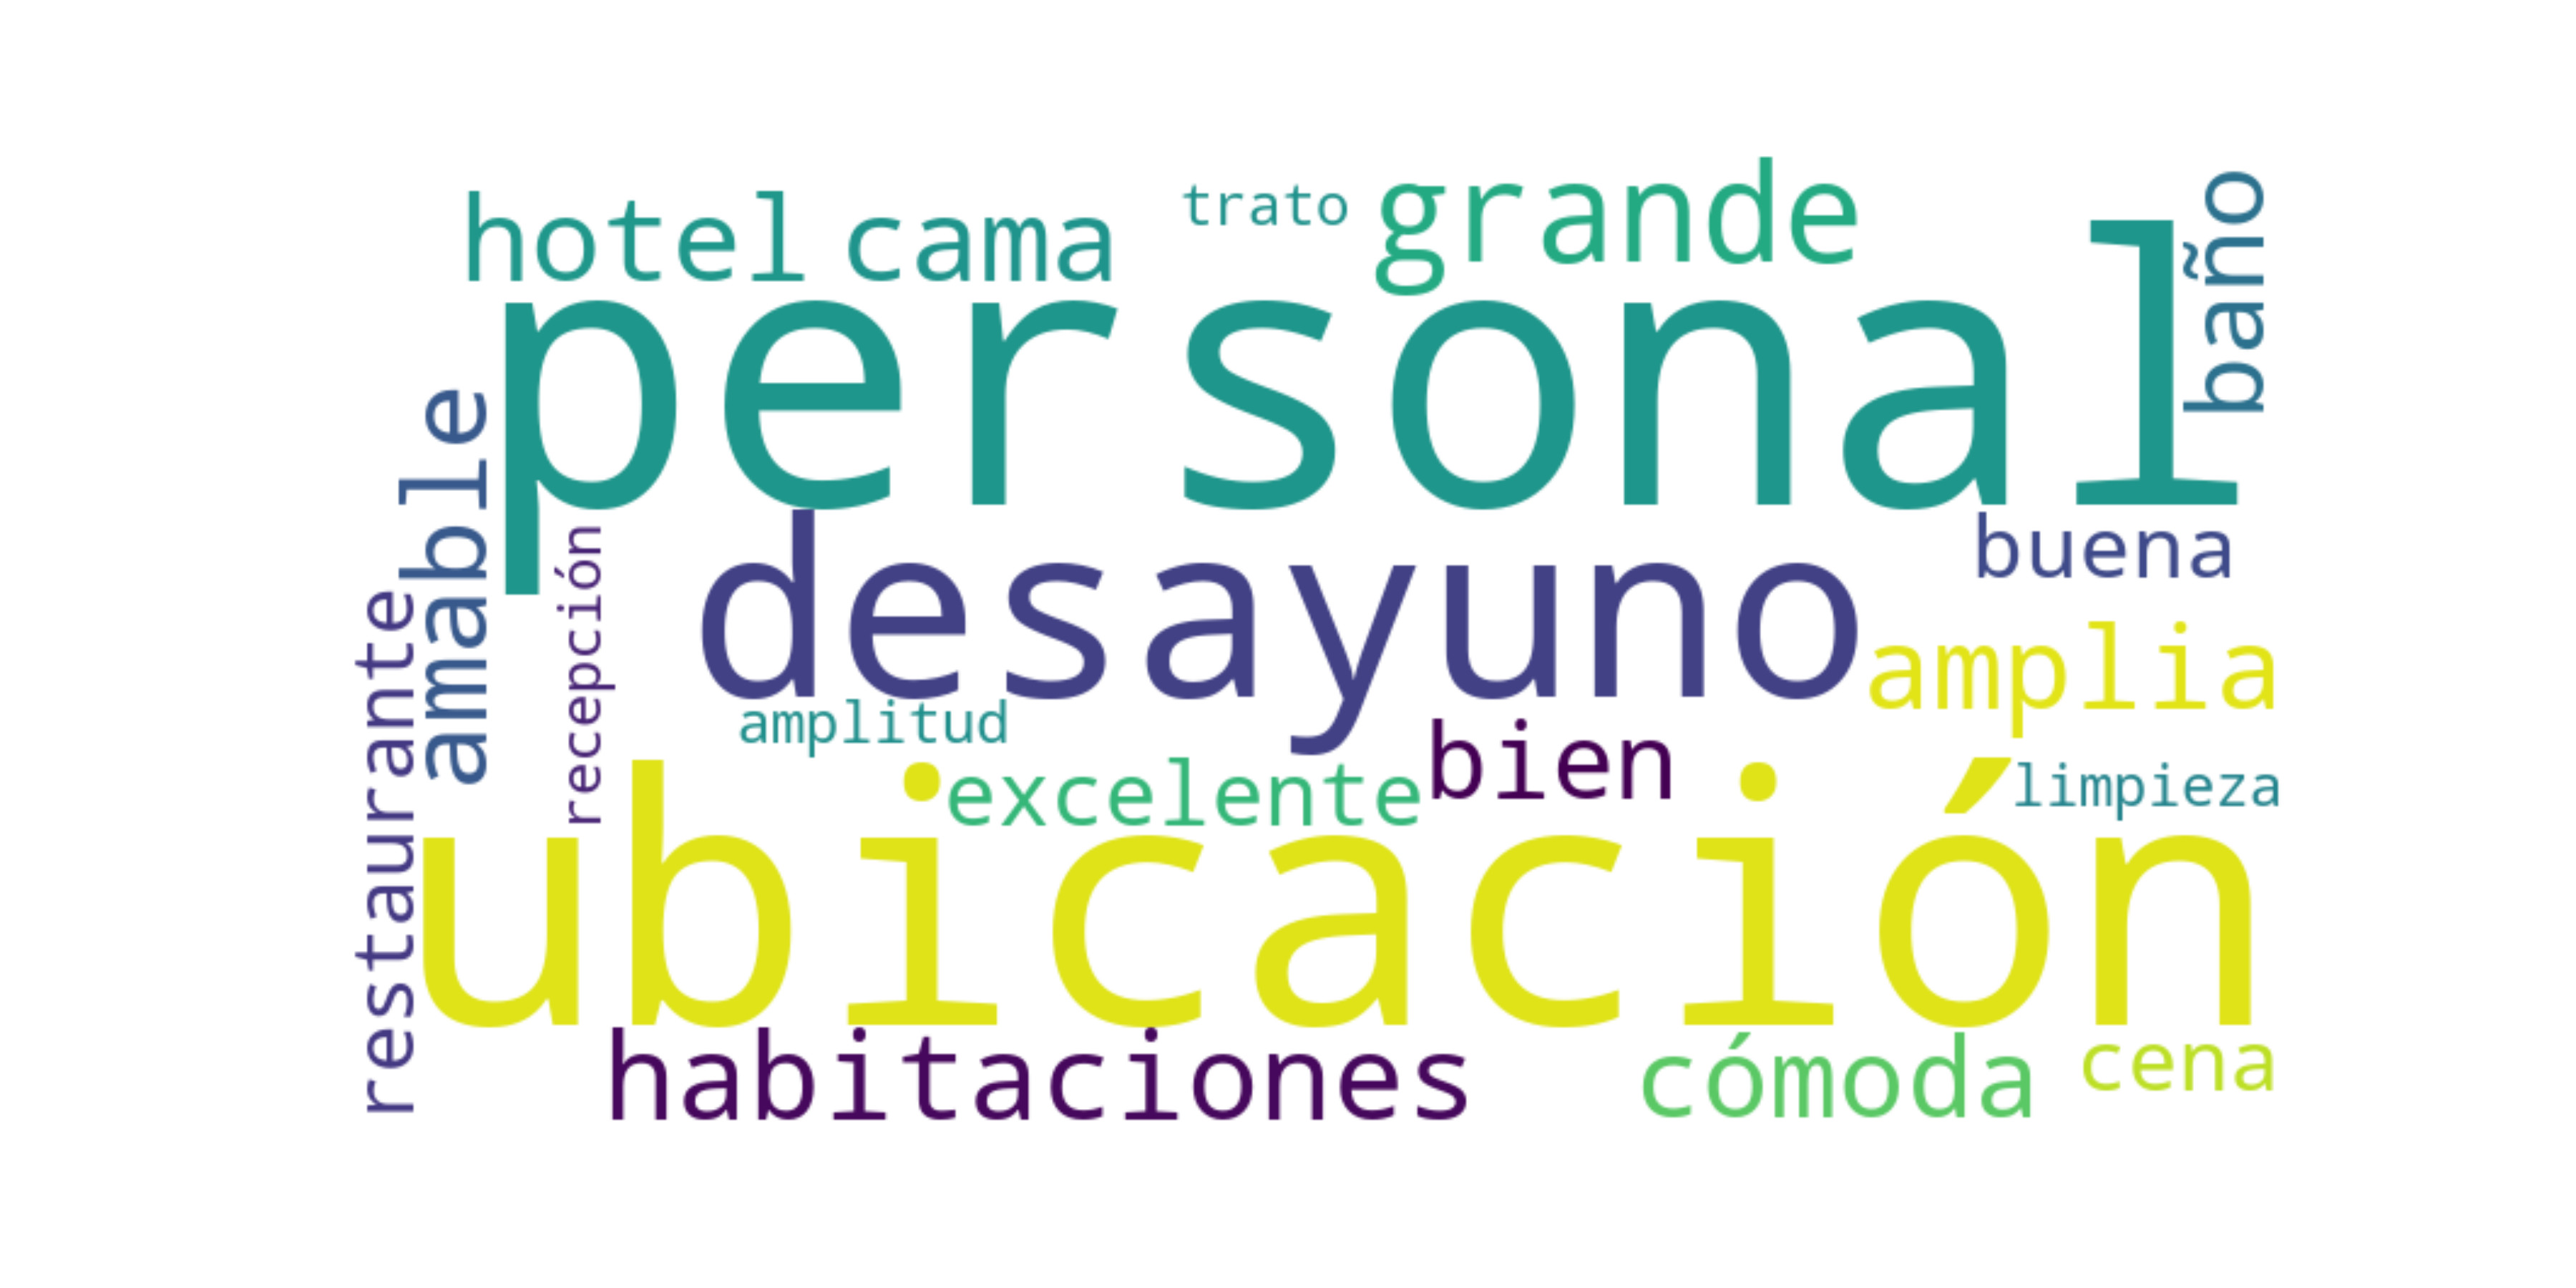 hotel
cama
trato
grande
baño
personal
amable
buena
desayuno
recepción
restaurante
amplia
amplitud
bien
excelente
limpieza
ubicación
habitaciones
cómoda
cena